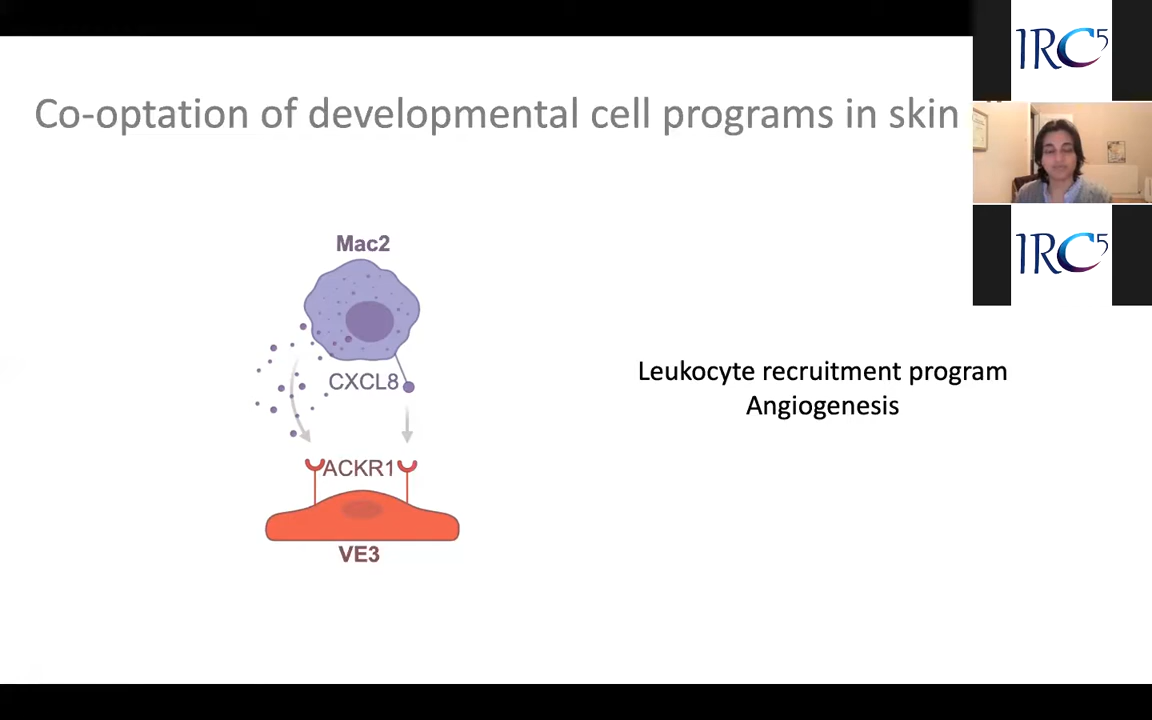 IRC5
Co-optation of developmental cell programs in skin
Mac2
IRC5
CXCL8
Leukocyte recruitment program
Angiogenesis
ACKR1
VE3